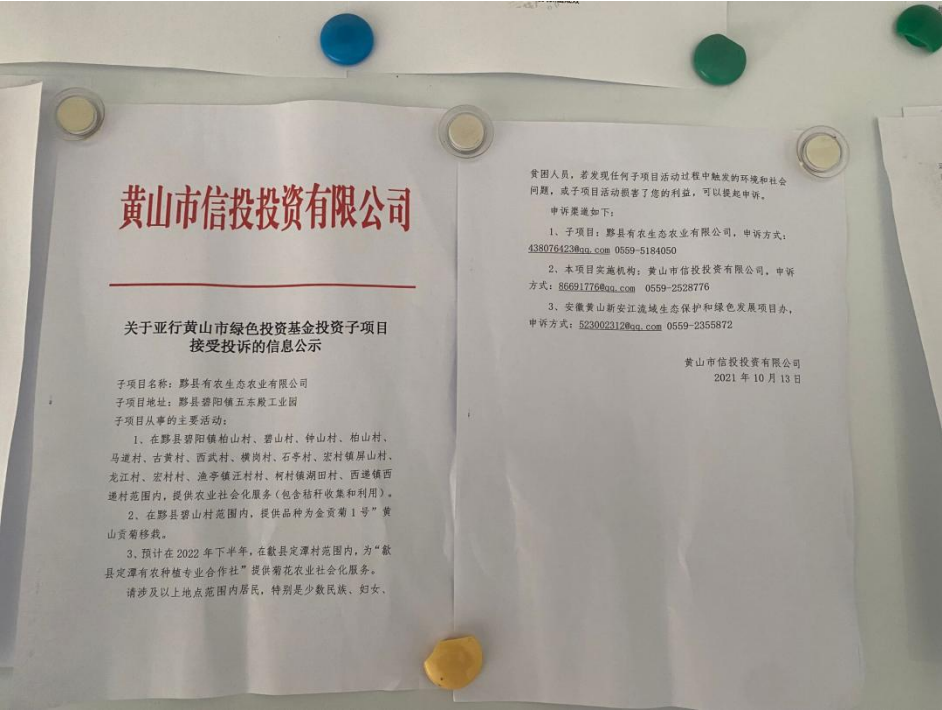 黄山市信投投资有限公司
关于亚行黄山市绿色投资基金投资子项目
接受投诉的信息公示
子项目名称：黟县有农生态农业有限公司
子项目地址：黟县碧阳镇五东殿工业园
子项目从事的主要活动：
1、在黟县碧阳镇柏山村、碧山村、钟山村、柏山村、
马道村、古黄村、西武村、横岗村、石亭村、宏村镇屏山村、
龙江村、宏村村、渔亭镇汪村村、柯村镇湖田村、西递镇西
递村范围内，提供农业社会化服务（包含秸秆收集和利用）。
2、在黟县碧山村范围内，提供品种为金贡菊1号”黄
山贡菊移栽。
3、预计在2022年下半年，在歙县定潭村范围内，为“歙
县定潭有农种植专业合作社”提供菊花农业社会化服务。
请涉及以上地点范围内居民，特别是少数民族、妇女、
贫困人员，若发现任何子项目活动过程中触发的环境和社会
问题，或子项目活动损害了您的利益，可以提起申诉。
申诉渠道如下：
1、子项目：黟县有农生态农业有限公司，申诉方式：
438076423@qq.com 0559-5184050
2、本项目实施机构：黄山市信投投资有限公司，申诉
方式：86691776@qq.com 0559-2528776
3、安徽黄山新安江流域生态保护和绿色发展项目办，
申诉方式：523002312@qq.com 0559-2355872
黄山市信投投资有限公司
2021年10月13日